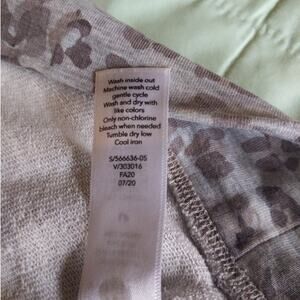 Wash inside out
Machine wash cold
gentle cycle
Wash and dry with
like colors
Only non-chlorine
bleach when needed
Tumble dry low
Cool iron
S/566636-05
V/303016
FA20
07/20